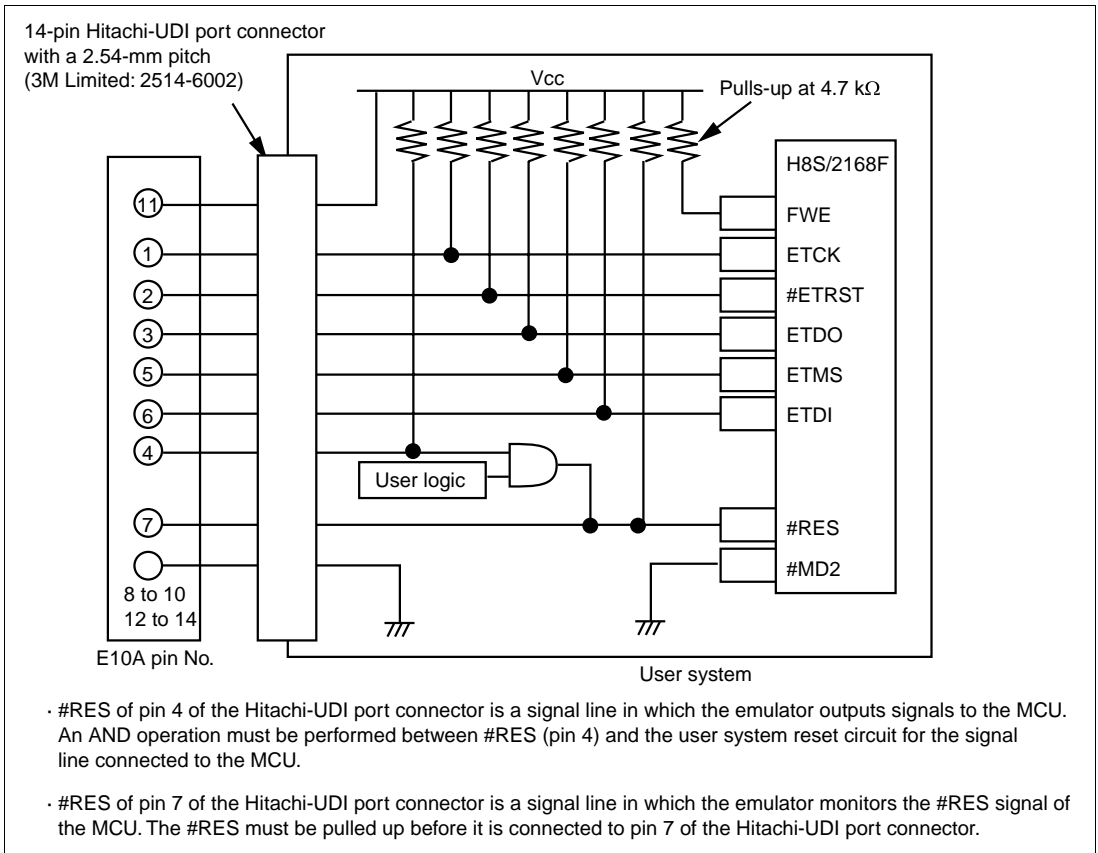 14-pin Hitachi-UDI port connector
with a 2.54-mm pitch
(3M Limited: 2514-6002)
Vcc
Pulls-up at 4.7 kΩ
H8S/2168F
11
FWE
1
ETCK
2
#ETRST
3
ETDO
5
ETMS
6
ETDI
4
User logic
7
#RES
#MD2
8 to 10
12 to 14
E10A pin No.
User system
· #RES of pin 4 of the Hitachi-UDI port connector is a signal line in which the emulator outputs signals to the MCU.
An AND operation must be performed between #RES (pin 4) and the user system reset circuit for the signal
line connected to the MCU.
· #RES of pin 7 of the Hitachi-UDI port connector is a signal line in which the emulator monitors the #RES signal of
the MCU. The #RES must be pulled up before it is connected to pin 7 of the Hitachi-UDI port connector.